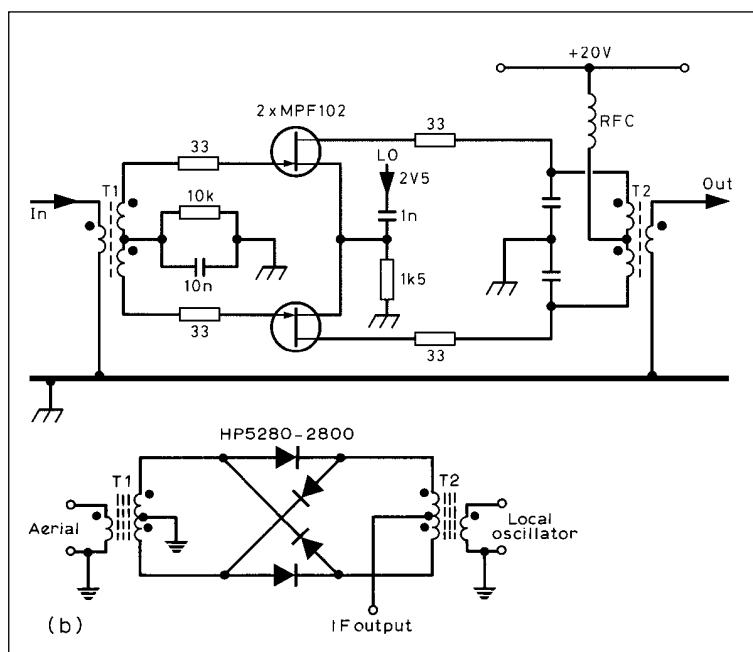 +20V
2xMPF102
33
RFC
LO
T1
33
2V5
T2
Out
10k
In
1n
10n
1k5
33
33
HP5280-2800
T1
T2
Aerial
Local
oscillator
(b)
IF output